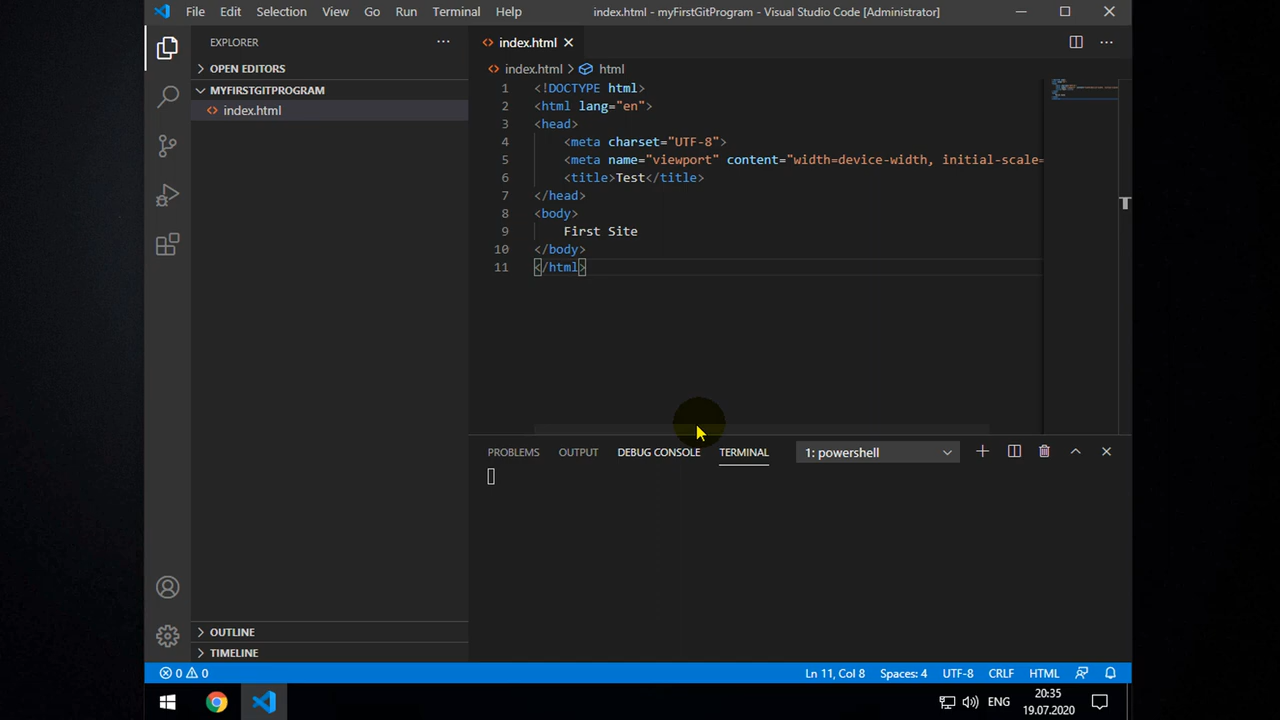 File Edit Selection View Go Run Terminal Help index.html - myFirstGitProgram - Visual Studio Code [Administrator]
EXPLORER
OPEN EDITORS
MYFIRSTGITPROGRAM
index.html
index.html
index.html > html
1 <!DOCTYPE html>
2 <html lang="en">
3 <head>
4 <meta charset="UTF-8">
5 <meta name="viewport" content="width=device-width, initial-scale=
6 <title>Test</title>
7 </head>
8 <body>
9 First Site
10 </body>
11 </html>
PROBLEMS OUTPUT DEBUG CONSOLE TERMINAL 1: powershell
OUTLINE
TIMELINE
0 0 Ln 11, Col 8 Spaces: 4 UTF-8 CRLF HTML
ENG 20:35
19.07.2020